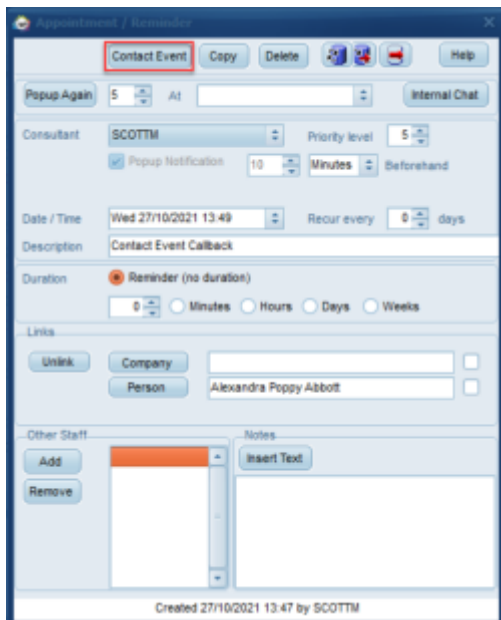 Appointment / Reminder
Contact Event Copy Delete Help
Popup Again 5 At Internal Chat
Consultant SCOTTM Priority level 5
Popup Notification 10 Minutes Beforehand
Date / Time Wed 27/10/2021 13:49 Recur every 0 days
Description Contact Event Callback
Duration Reminder (no duration)
0 Minutes Hours Days Weeks
Links
Unlink Company
Person Alexandra Poppy Abbott
Other Staff Notes
Add Insert Text
Remove
Created 27/10/2021 13:47 by SCOTTM